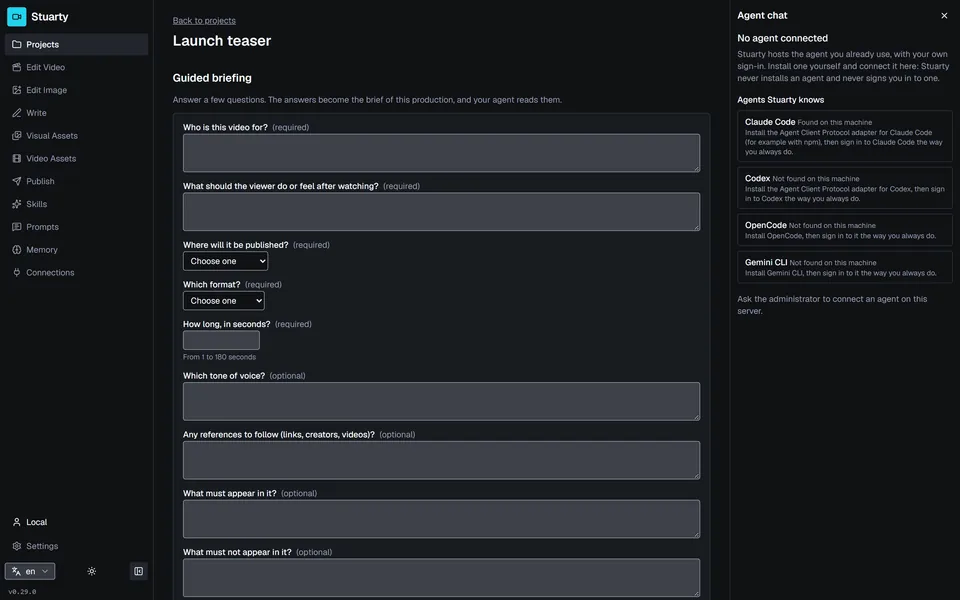 Stuarty
Projects
Edit Video
Edit Image
Write
Visual Assets
Video Assets
Publish
Skills
Prompts
Memory
Connections
Local
Settings
en
v0.29.0
Back to projects
Launch teaser
Guided briefing
Answer a few questions. The answers become the brief of this production, and your agent reads them.
Who is this video for? (required)
What should the viewer do or feel after watching? (required)
Where will it be published? (required)
Choose one
Which format? (required)
Choose one
How long, in seconds? (required)
From 1 to 180 seconds
Which tone of voice? (optional)
Any references to follow (links, creators, videos)? (optional)
What must appear in it? (optional)
What must not appear in it? (optional)
Agent chat
No agent connected
Stuarty hosts the agent you already use, with your own
sign-in. Install one yourself and connect it here: Stuarty
never installs an agent and never signs you in to one.
Agents Stuarty knows
Claude Code Found on this machine
Install the Agent Client Protocol adapter for Claude Code
(for example with npm), then sign in to Claude Code the way
you always do.
Codex Not found on this machine
Install the Agent Client Protocol adapter for Codex, then sign
in to Codex the way you always do.
OpenCode Not found on this machine
Install OpenCode, then sign in to it the way you always do.
Gemini CLI Not found on this machine
Install Gemini CLI, then sign in to it the way you always do.
Ask the administrator to connect an agent on this
server.